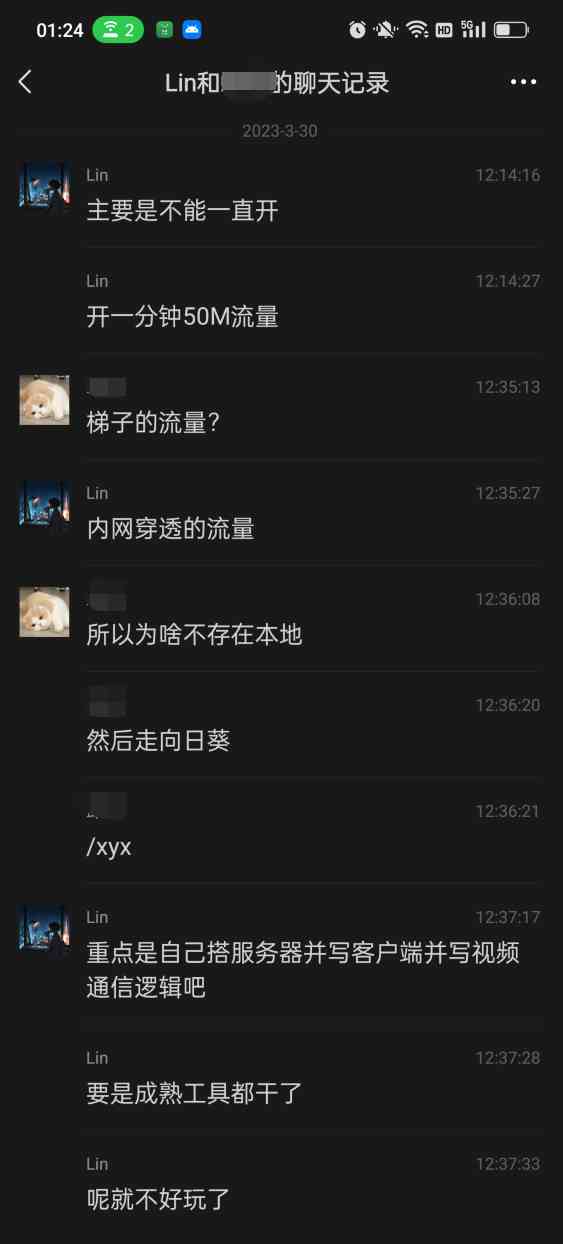 01:24
2
HD
5G
Lin和
的聊天记录
2023-3-30
Lin
12:14:16
主要是不能一直开
Lin
12:14:27
开一分钟50M流量
12:35:13
梯子的流量？
Lin
12:35:27
内网穿透的流量
12:36:08
所以为啥不存在本地
12:36:20
然后走向日葵
12:36:21
/xyx
Lin
12:37:17
重点是自己搭服务器并写客户端并写视频
通信逻辑吧
Lin
12:37:28
要是成熟工具都干了
Lin
12:37:33
呢就不好玩了